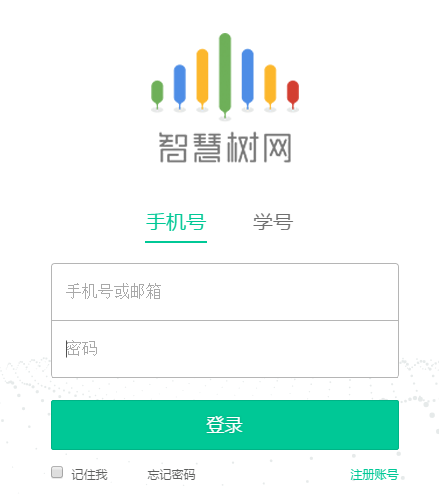 智慧树网
手机号 学号
手机号或邮箱
密码
登录
记住我 忘记密码 注册账号